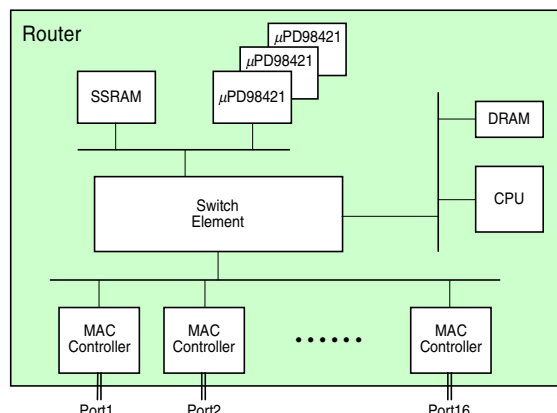 Router
μPD98421
μPD98421
SSRAM
μPD98421
DRAM
CPU
Switch
Element
MAC
Controller
MAC
Controller
MAC
Controller
Port1
Port2
Port16